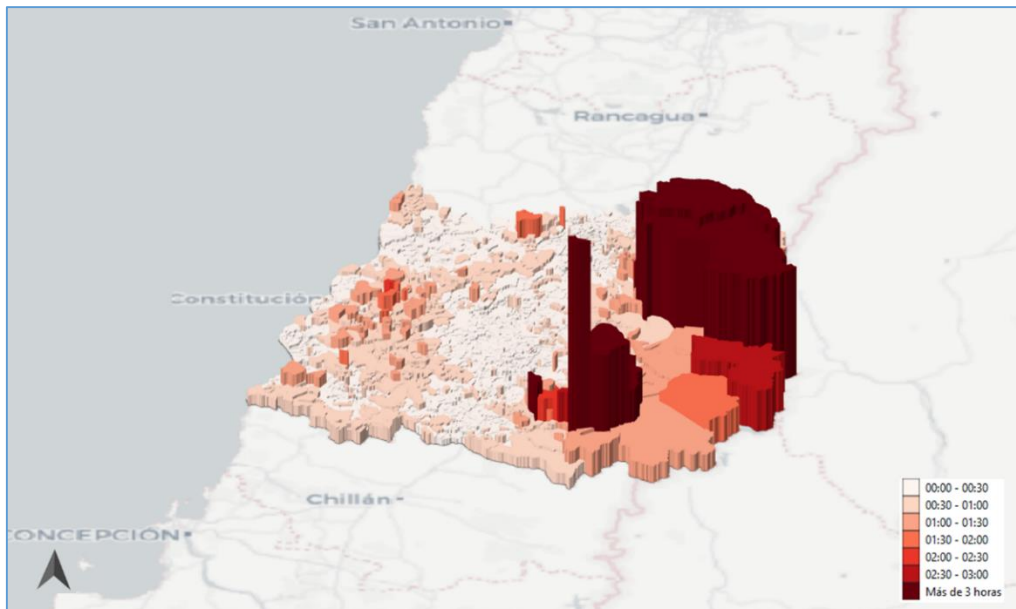 San Antonio
Rancagua
Constitución
Chillán
CONCEPCIÓN
00:00 - 00:30
00:30 - 01:00
01:00 - 01:30
01:30 - 02:00
02:00 - 02:30
02:30 - 03:00
Más de 3 horas